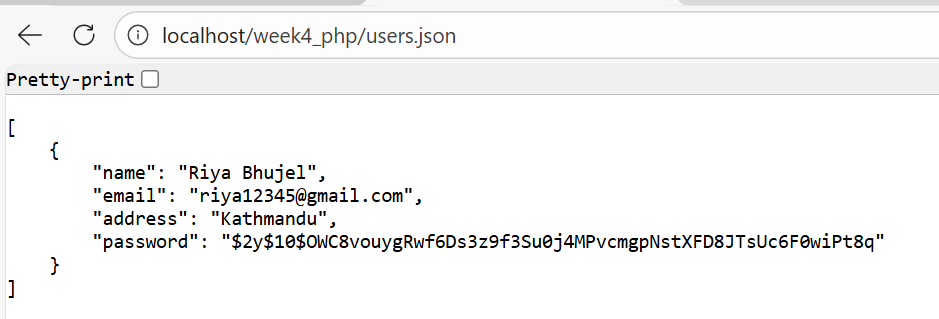 localhost/week4_php/users.json
Pretty-print
[
{
"name": "Riya Bhujel",
"email": "riya12345@gmail.com",
"address": "Kathmandu",
"password": "$2y$10$OWC8vouygRwf6Ds3z9f3Su0j4MPvcmgpNstXFD8JTsUc6F0wiPt8q"
}
]